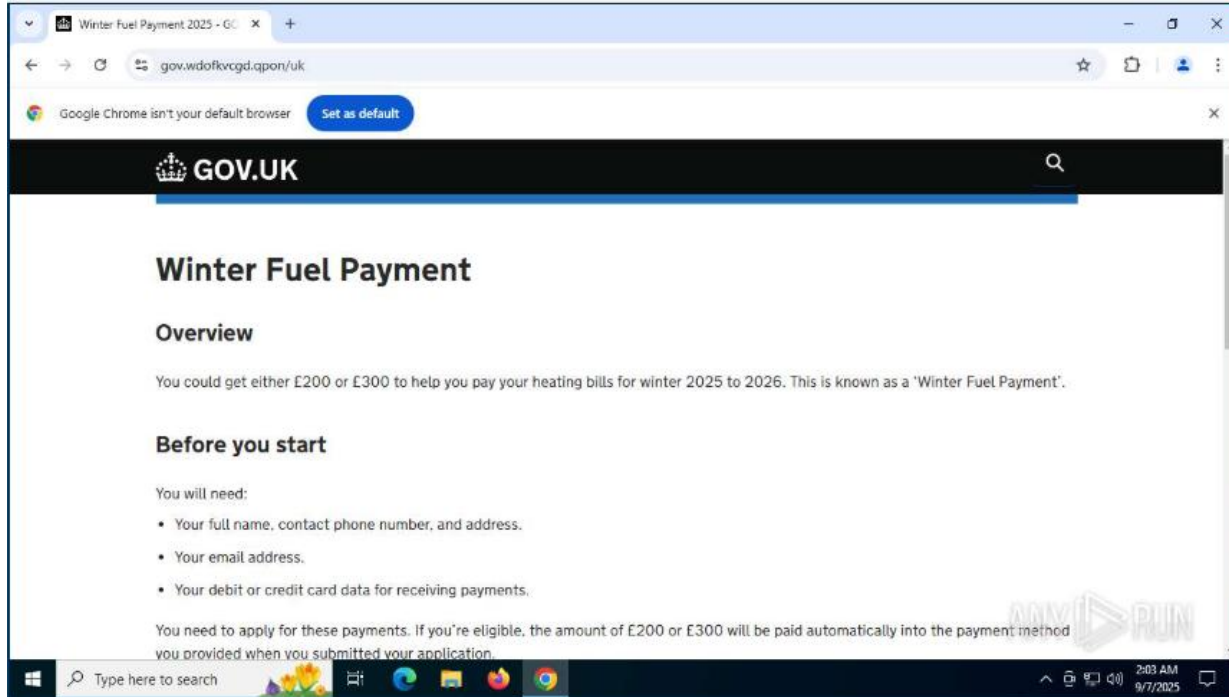 Winter Fuel Payment 2025 - GC
gov.wdofkvcgd.qpon/uk
Google Chrome isn't your default browser Set as default
GOV.UK
Winter Fuel Payment
Overview
You could get either £200 or £300 to help you pay your heating bills for winter 2025 to 2026. This is known as a ‘Winter Fuel Payment’.
Before you start
You will need:
• Your full name, contact phone number, and address.
• Your email address.
• Your debit or credit card data for receiving payments.
You need to apply for these payments. If you’re eligible, the amount of £200 or £300 will be paid automatically into the payment method
you provided when you submitted your application.
ANY RUN
Type here to search
2:03 AM
9/7/2025